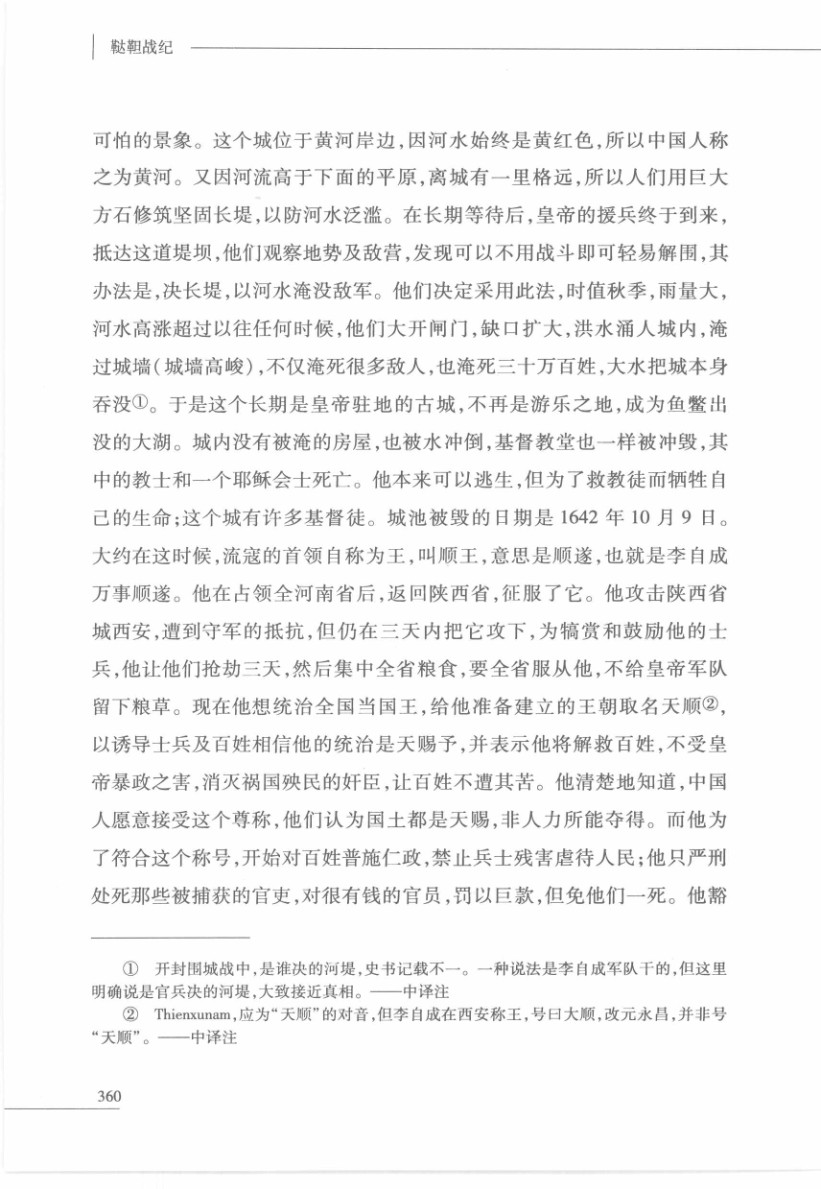 鞑靼战纪
可怕的景象。这个城位于黄河岸边,因河水始终是黄红色,所以中国人称
之为黄河。又因河流高于下面的平原,离城有一里格远,所以人们用巨大
方石修筑坚固长堤,以防河水泛滥。在长期等待后,皇帝的援兵终于到来,
抵达这道堤坝,他们观察地势及敌营,发现可以不用战斗即可轻易解围,其
办法是,决长堤,以河水淹没敌军。他们决定采用此法,时值秋季,雨量大,
河水高涨超过以往任何时候,他们大开闸门,缺口扩大,洪水涌人城内,淹
过城墙(城墙高峻),不仅淹死很多敌人,也淹死三十万百姓,大水把城本身
吞没①。于是这个长期是皇帝驻地的古城,不再是游乐之地,成为鱼鳖出
没的大湖。城内没有被淹的房屋,也被水冲倒,基督教堂也一样被冲毁,其
中的教士和一个耶稣会士死亡。他本来可以逃生,但为了救教徒而牺牲自
己的生命;这个城有许多基督徒。城池被毁的日期是 1642 年 10 月 9 日。
大约在这时候,流寇的首领自称为王,叫顺王,意思是顺遂,也就是李自成
万事顺遂。他在占领全河南省后,返回陕西省,征服了它。他攻击陕西省
城西安,遭到守军的抵抗,但仍在三天内把它攻下,为犒赏和鼓励他的士
兵,他让他们抢劫三天,然后集中全省粮食,要全省服从他,不给皇帝军队
留下粮草。现在他想统治全国当国王,给他准备建立的王朝取名天顺②,
以诱导士兵及百姓相信他的统治是天赐予,并表示他将解救百姓,不受皇
帝暴政之害,消灭祸国殃民的奸臣,让百姓不遭其苦。他清楚地知道,中国
人愿意接受这个尊称,他们认为国土都是天赐,非人力所能夺得。而他为
了符合这个称号,开始对百姓普施仁政,禁止兵士残害虐待人民;他只严刑
处死那些被捕获的官吏,对很有钱的官员,罚以巨款,但免他们一死。他豁
① 开封围城战中,是谁决的河堤,史书记载不一。一种说法是李自成军队干的,但这里
明确说是官兵决的河堤,大致接近真相。——中译注
② Thienxunam,应为“天顺”的对音,但李自成在西安称王,号曰大顺,改元永昌,并非号
“天顺”。——中译注
360